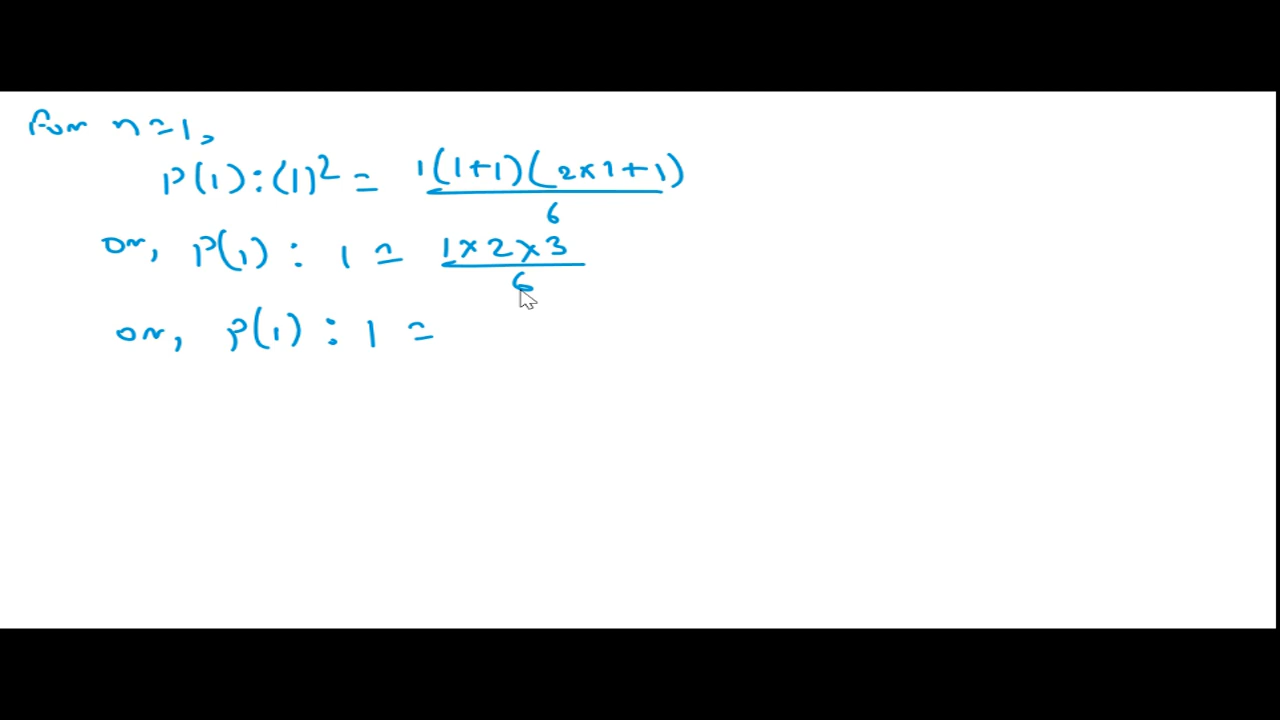 For n=1,
P(1): (1)² = 1(1+1)(2×1+1)/6
or, P(1): 1 = 1×2×3/6
or, P(1): 1 =